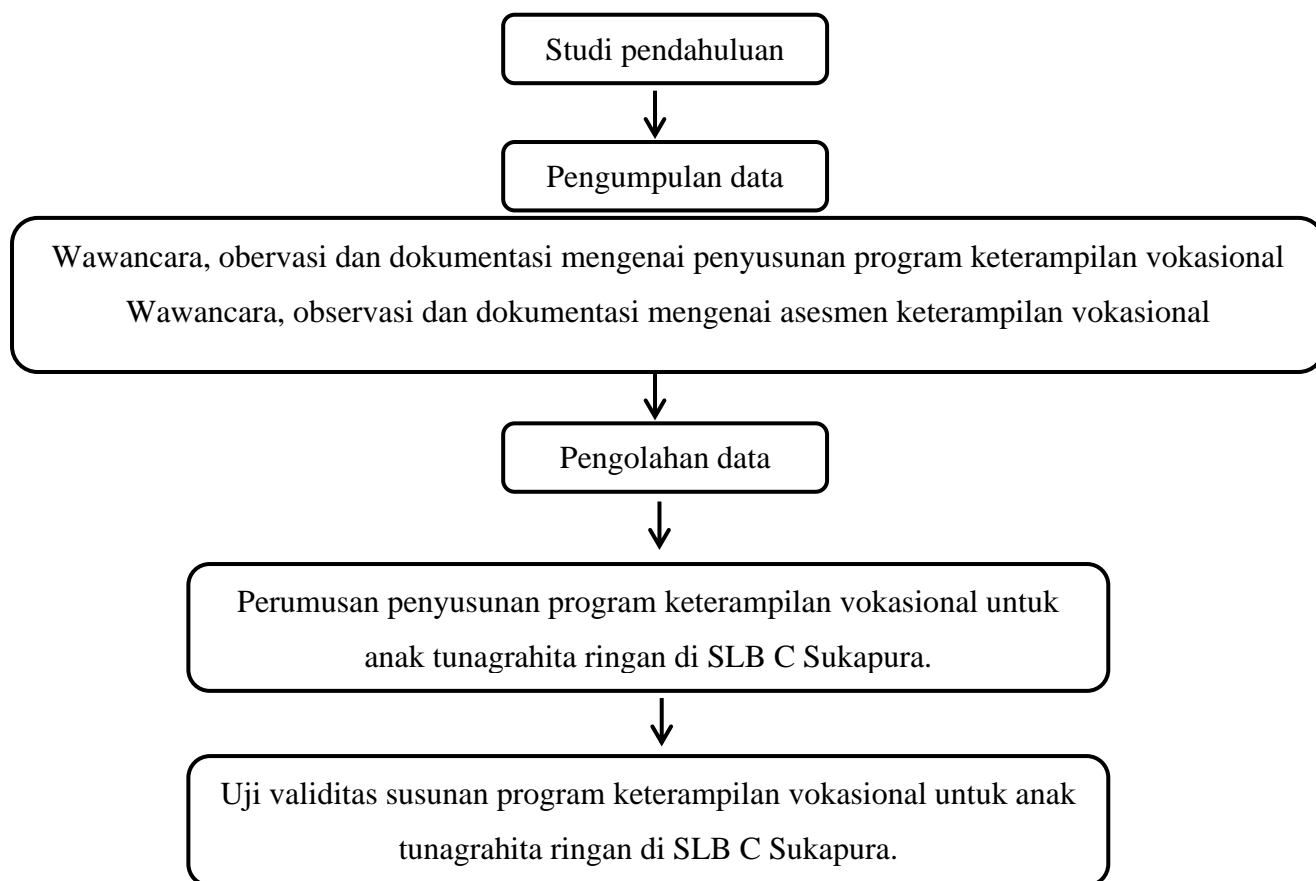 Studi pendahuluan
Pengumpulan data
Wawancara, obervasi dan dokumentasi mengenai penyusunan program keterampilan vokasional
Wawancara, observasi dan dokumentasi mengenai asesmen keterampilan vokasional
Pengolahan data
Perumusan penyusunan program keterampilan vokasional untuk
anak tunagrahita ringan di SLB C Sukapura.
Uji validitas susunan program keterampilan vokasional untuk anak
tunagrahita ringan di SLB C Sukapura.